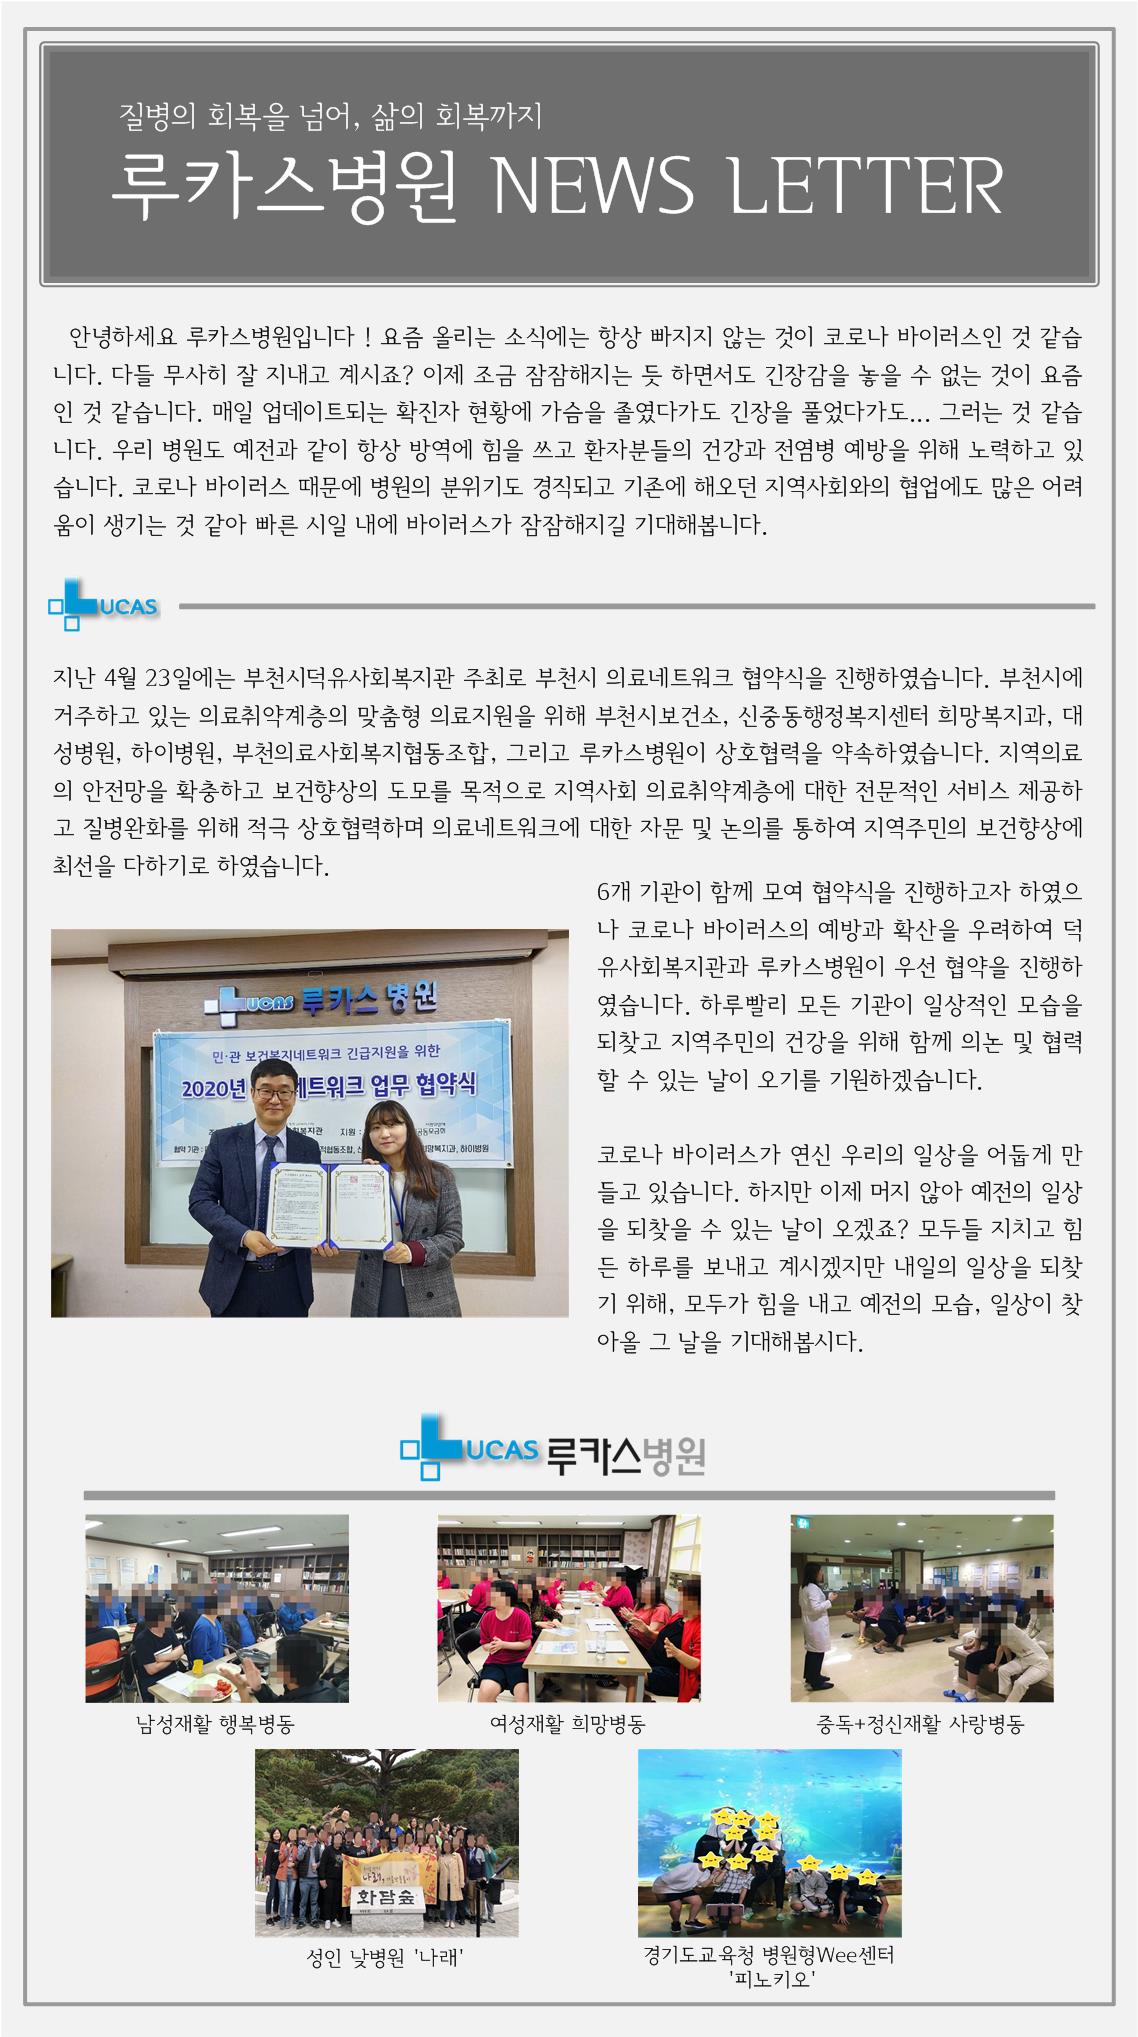 질병의 회복을 넘어, 삶의 회복까지
루카스병원 NEWS LETTER
안녕하세요 루카스병원입니다 ! 요즘 올리는 소식에는 항상 빠지지 않는 것이 코로나 바이러스인 것 같습
니다. 다들 무사히 잘 지내고 계시죠? 이제 조금 잠잠해지는 듯 하면서도 긴장감을 놓을 수 없는 것이 요즘
인 것 같습니다. 매일 업데이트되는 확진자 현황에 가슴을 졸였다가도 긴장을 풀었다가도... 그러는 것 같습
니다. 우리 병원도 예전과 같이 항상 방역에 힘을 쓰고 환자분들의 건강과 전염병 예방을 위해 노력하고 있
습니다. 코로나 바이러스 때문에 병원의 분위기도 경직되고 기존에 해오던 지역사회와의 협업에도 많은 어려
움이 생기는 것 같아 빠른 시일 내에 바이러스가 잠잠해지길 기대해봅니다.
LUCAS
지난 4월 23일에는 부천시덕유사회복지관 주최로 부천시 의료네트워크 협약식을 진행하였습니다. 부천시에
거주하고 있는 의료취약계층의 맞춤형 의료지원을 위해 부천시보건소, 신중동행정복지센터 희망복지과, 대
성병원, 하이병원, 부천의료사회복지협동조합, 그리고 루카스병원이 상호협력을 약속하였습니다. 지역의료
의 안전망을 확충하고 보건향상의 도모를 목적으로 지역사회 의료취약계층에 대한 전문적인 서비스 제공하
고 질병완화를 위해 적극 상호협력하며 의료네트워크에 대한 자문 및 논의를 통하여 지역주민의 보건향상에
최선을 다하기로 하였습니다.
6개 기관이 함께 모여 협약식을 진행하고자 하였으
나 코로나 바이러스의 예방과 확산을 우려하여 덕
유사회복지관과 루카스병원이 우선 협약을 진행하
였습니다. 하루빨리 모든 기관이 일상적인 모습을
되찾고 지역주민의 건강을 위해 함께 의논 및 협력
할 수 있는 날이 오기를 기원하겠습니다.
코로나 바이러스가 연신 우리의 일상을 어둡게 만
들고 있습니다. 하지만 이제 머지 않아 예전의 일상
을 되찾을 수 있는 날이 오겠죠? 모두들 지치고 힘
든 하루를 보내고 계시겠지만 내일의 일상을 되찾
기 위해, 모두가 힘을 내고 예전의 모습, 일상이 찾
아올 그 날을 기대해봅시다.
LUCAS 루카스병원
민·관 보건복지네트워크 긴급지원을 위한
2020년 네트워크 업무 협약식
회복지관 지원 : 공동모금회
협약기관 : 적협동조합, 망복지과, 하이병원
LUCAS 루카스병원
남성재활 행복병동
여성재활 희망병동
중독+정신재활 사랑병동
나래,
화담숲
성인 낮병원 '나래'
경기도교육청 병원형Wee센터
'피노키오'